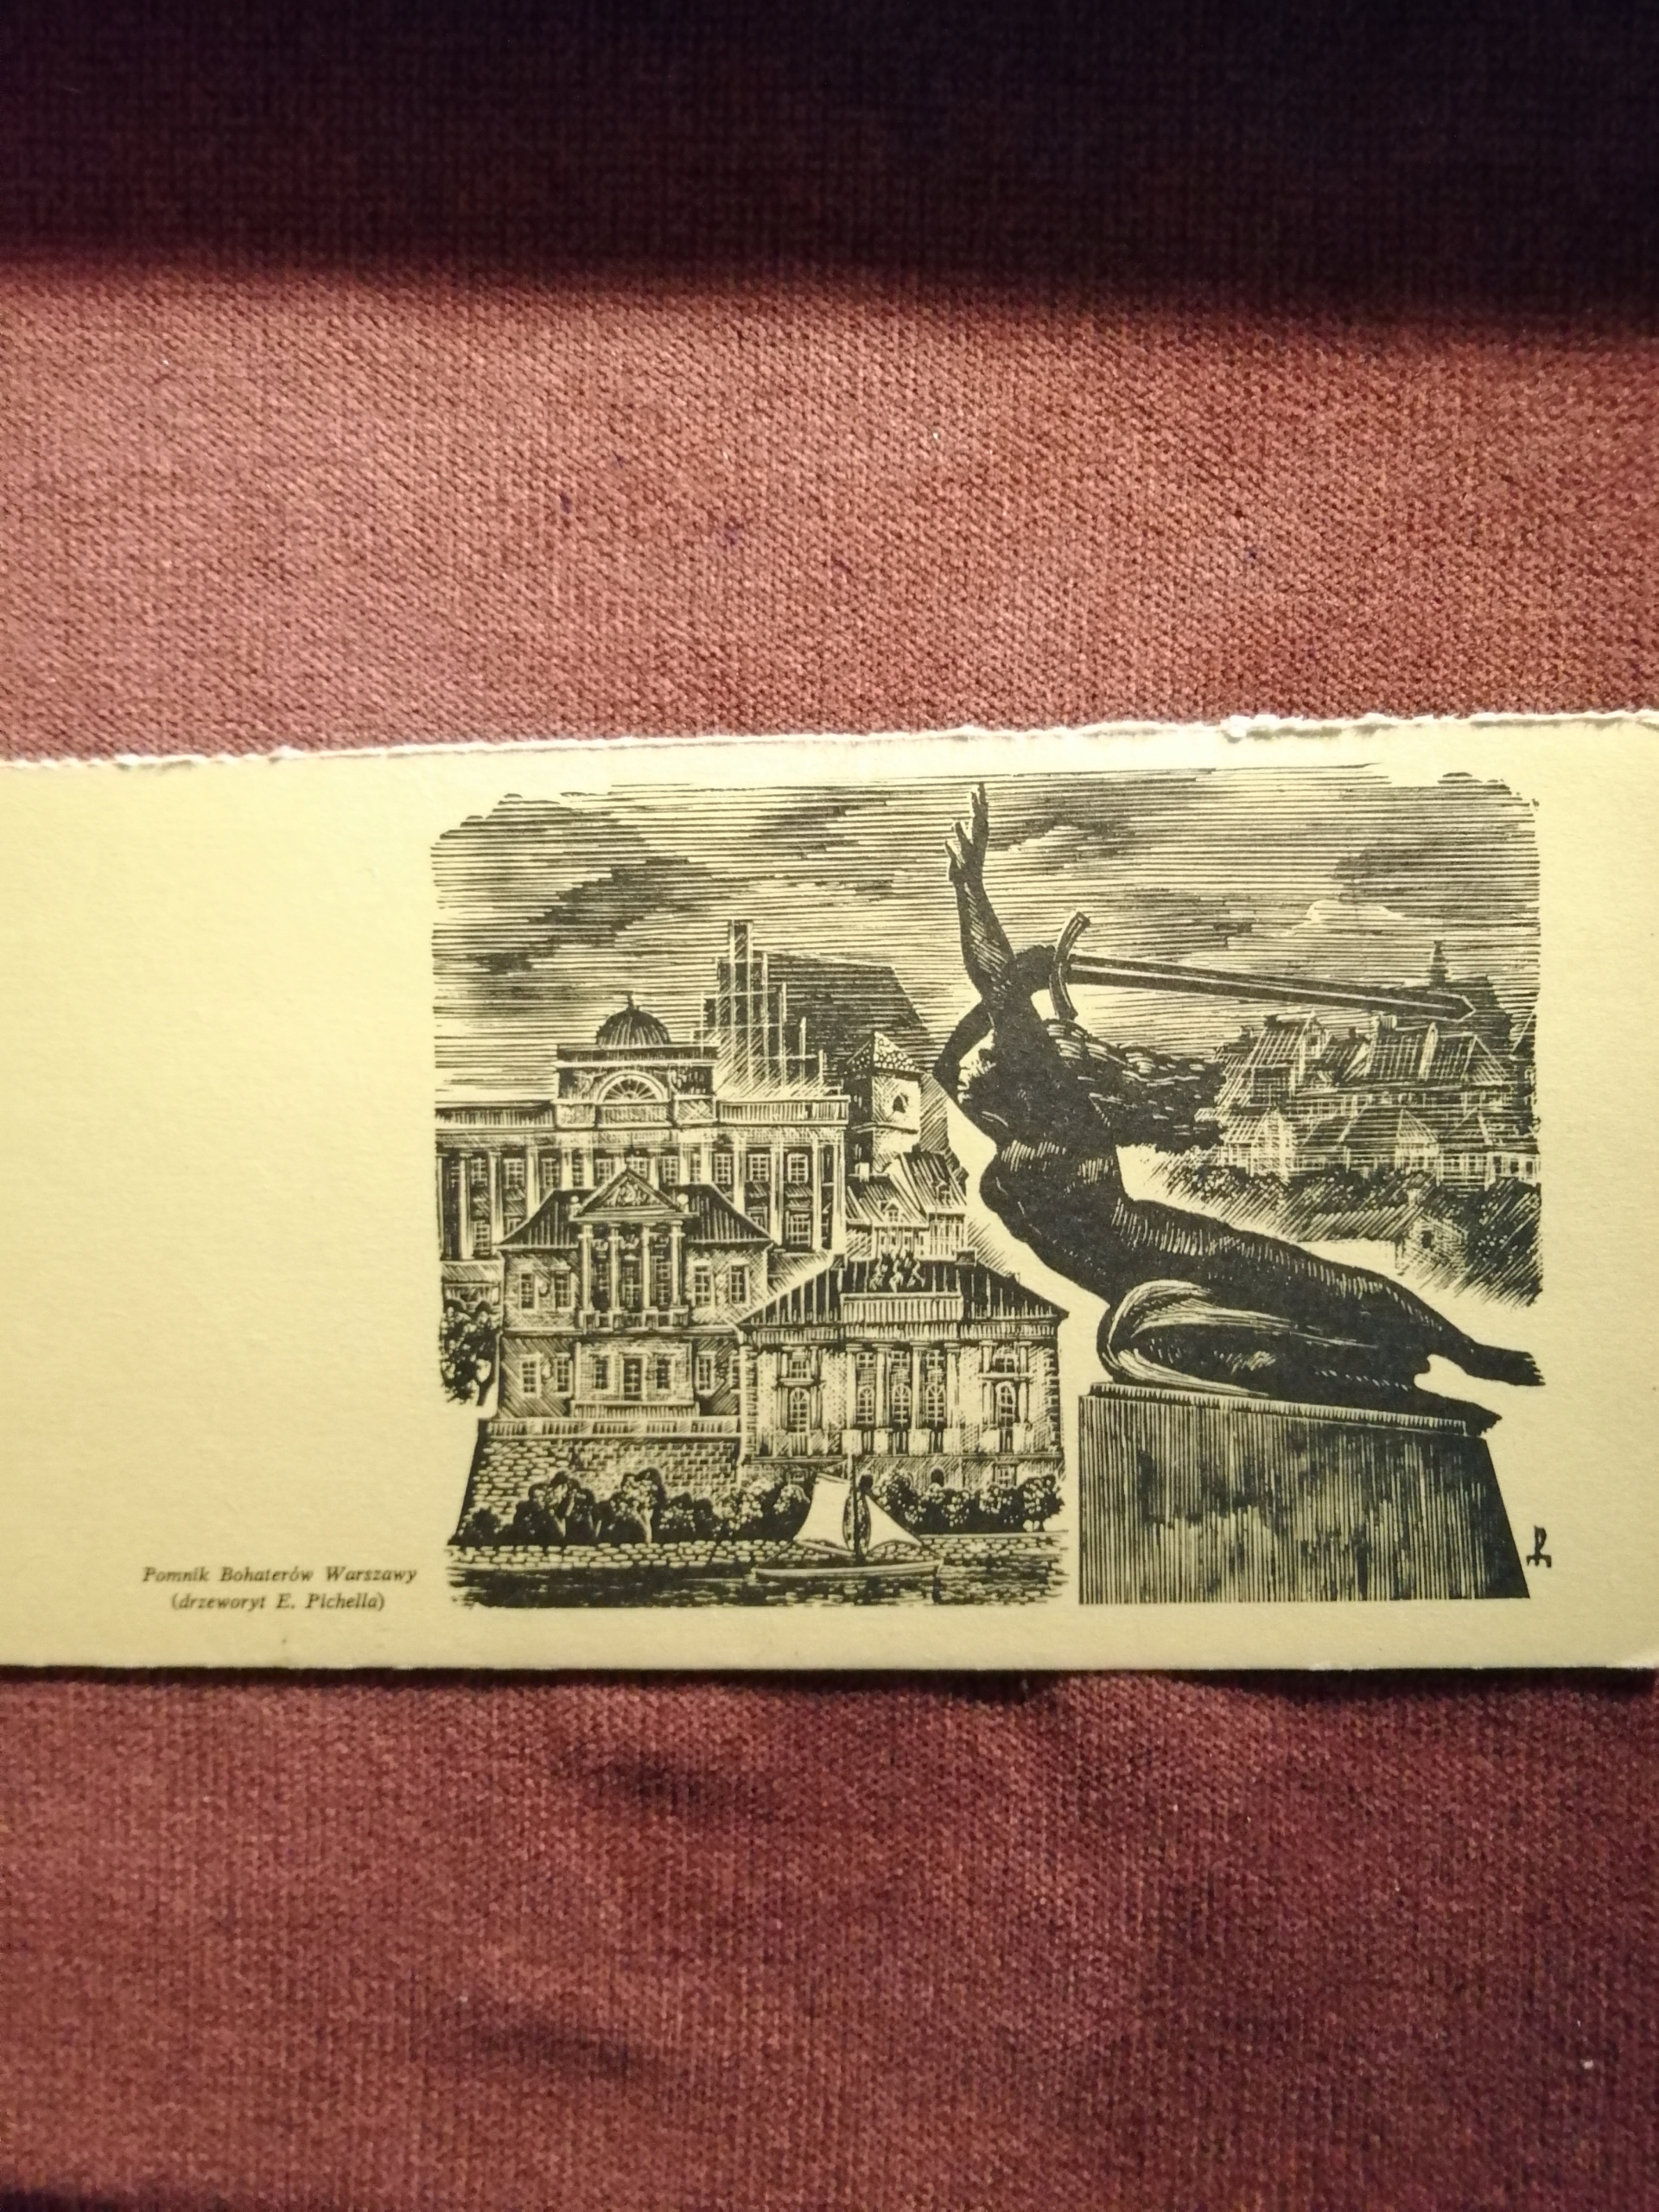 Pomnik Bohaterów Warszawy
(drzeworyt E. Pichella)